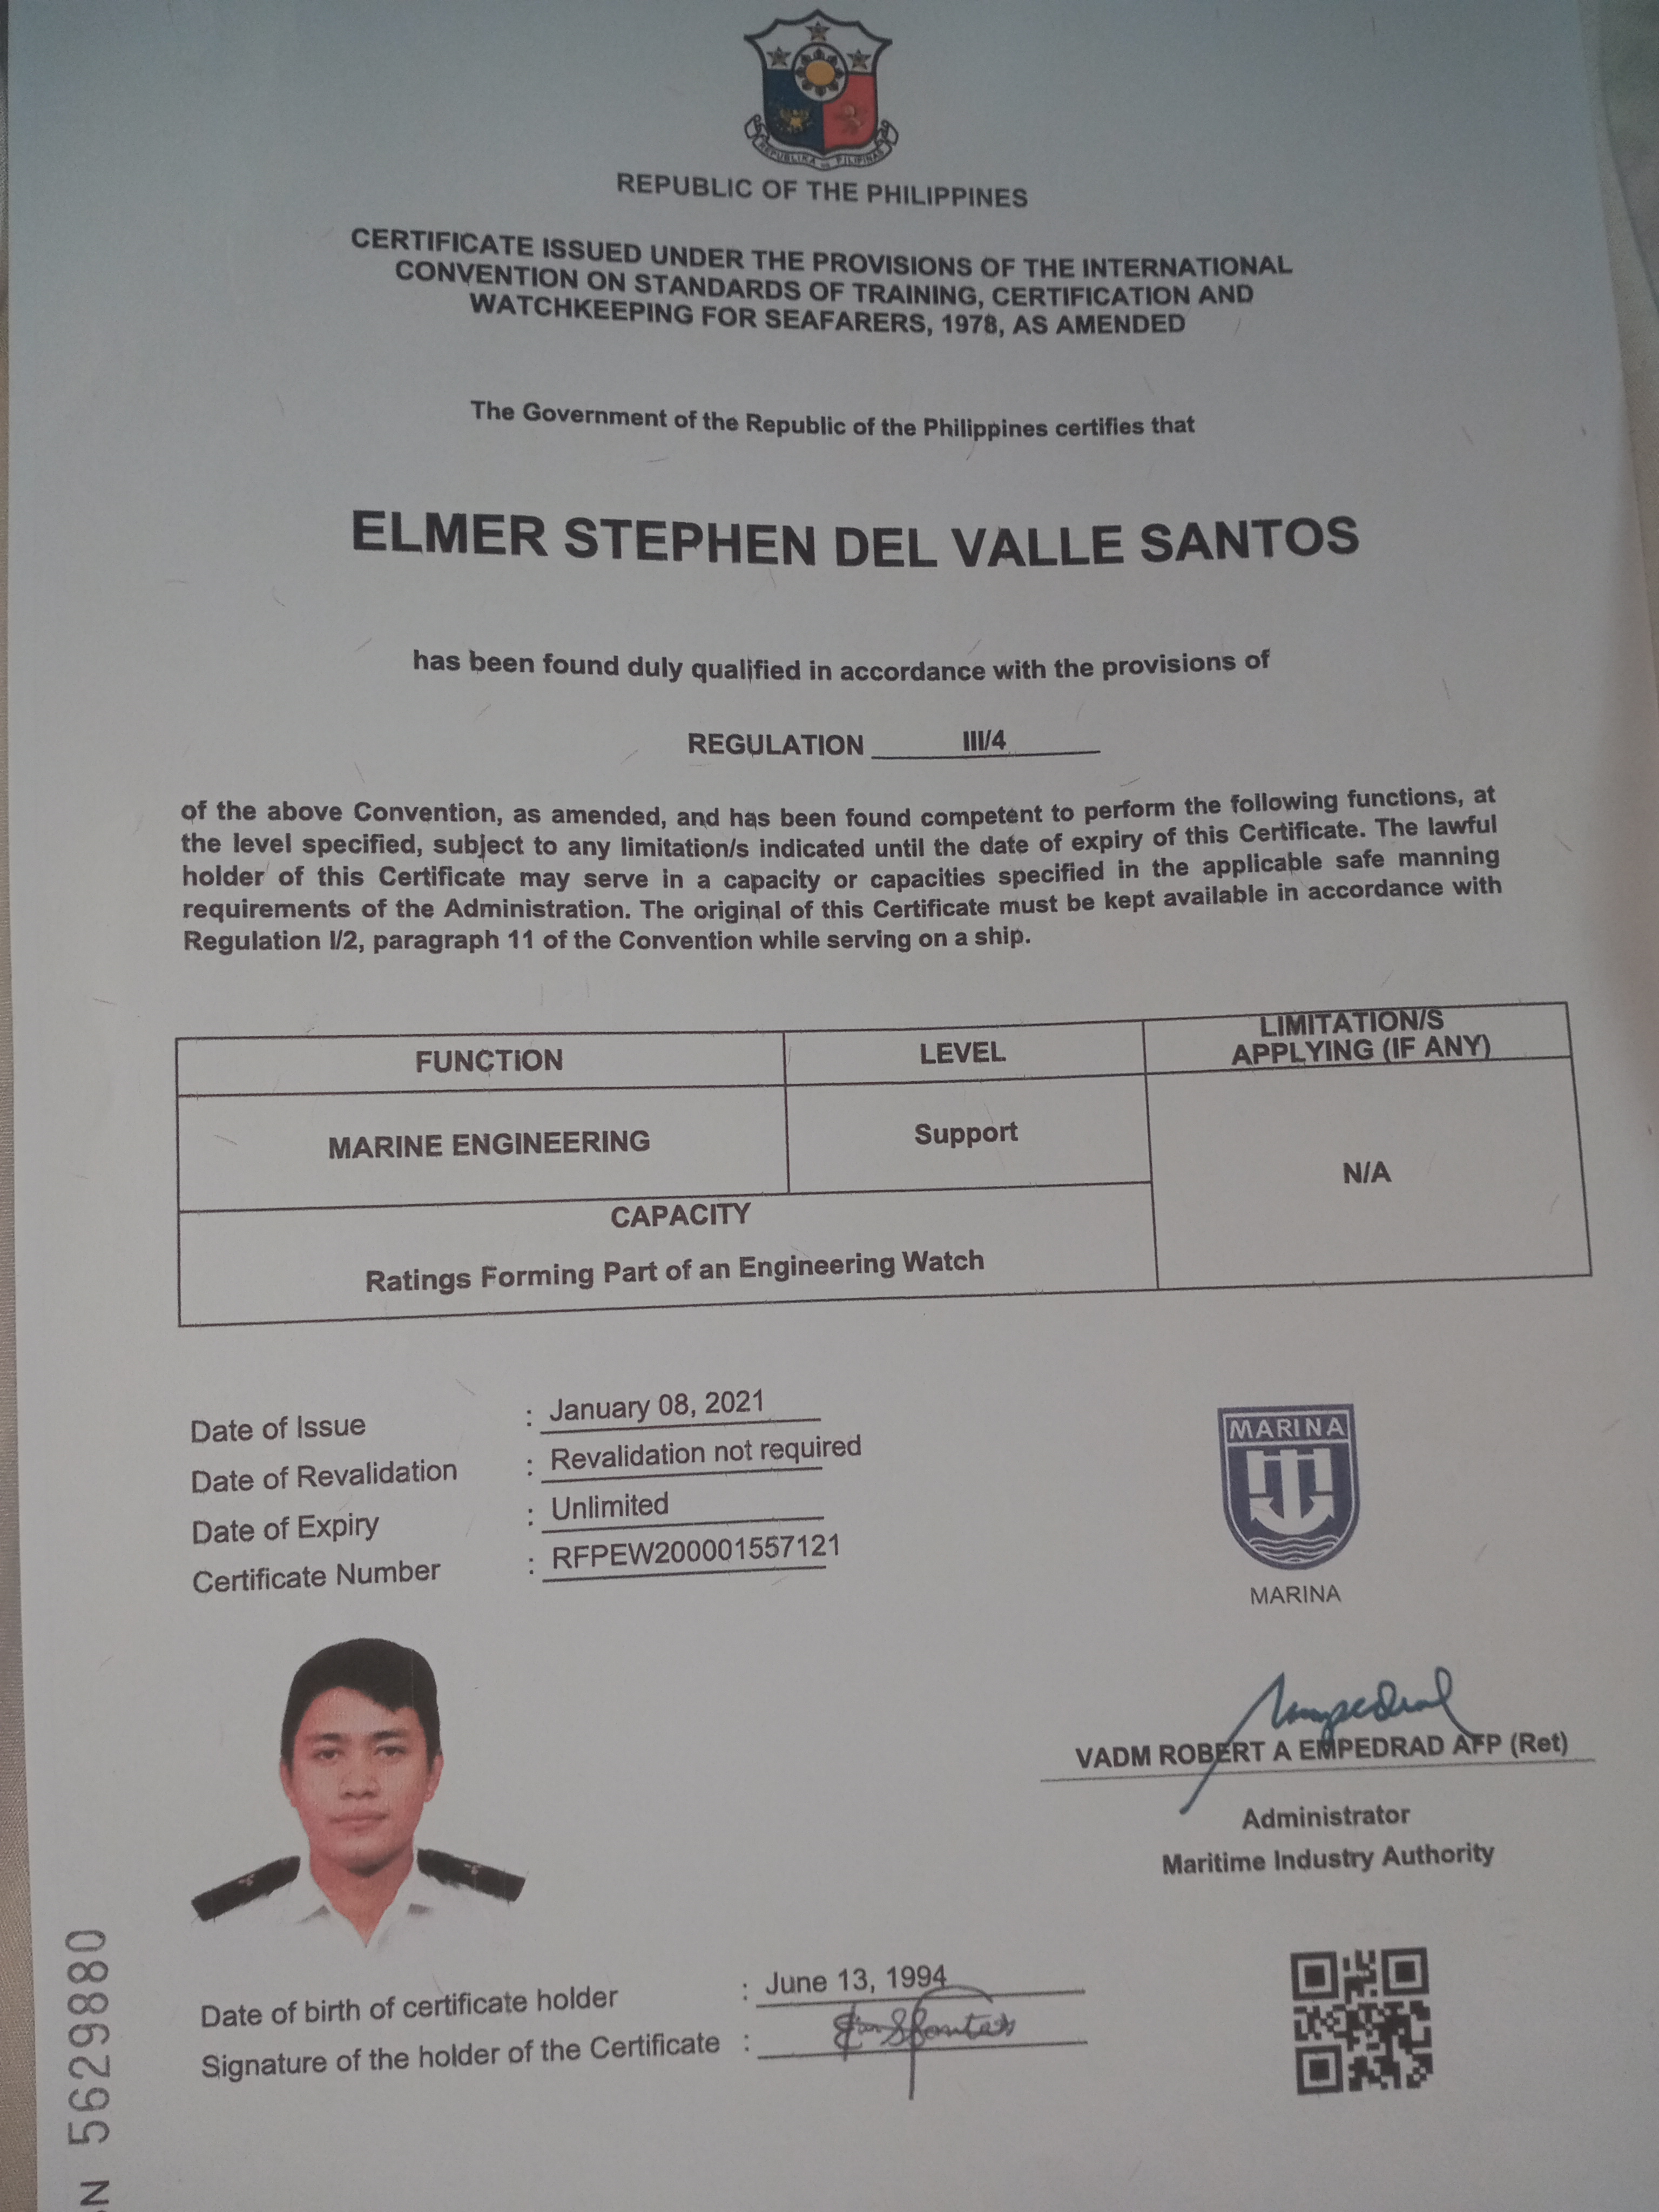 REPUBLIKA NG PILIPINAS
REPUBLIC OF THE PHILIPPINES
CERTIFICATE ISSUED UNDER THE PROVISIONS OF THE INTERNATIONAL
CONVENTION ON STANDARDS OF TRAINING, CERTIFICATION AND
WATCHKEEPING FOR SEAFARERS, 1978, AS AMENDED
The Government of the Republic of the Philippines certifies that
ELMER STEPHEN DEL VALLE SANTOS
has been found duly qualified in accordance with the provisions of
REGULATION III/4
of the above Convention, as amended, and has been found competent to perform the following functions, at
the level specified, subject to any limitation/s indicated until the date of expiry of this Certificate. The lawful
holder of this Certificate may serve in a capacity or capacities specified in the applicable safe manning
requirements of the Administration. The original of this Certificate must be kept available in accordance with
Regulation I/2, paragraph 11 of the Convention while serving on a ship.
FUNCTION LEVEL LIMITATION/S
APPLYING (IF ANY)
MARINE ENGINEERING Support N/A
CAPACITY
Ratings Forming Part of an Engineering Watch
Date of Issue : January 08, 2021
Date of Revalidation : Revalidation not required
Date of Expiry : Unlimited
Certificate Number : RFPEW200001557121
MARINA
MARINA
VADM ROBERT A EMPEDRAD AFP (Ret)
Administrator
Maritime Industry Authority
Date of birth of certificate holder : June 13, 1994
Signature of the holder of the Certificate :
N 5629880